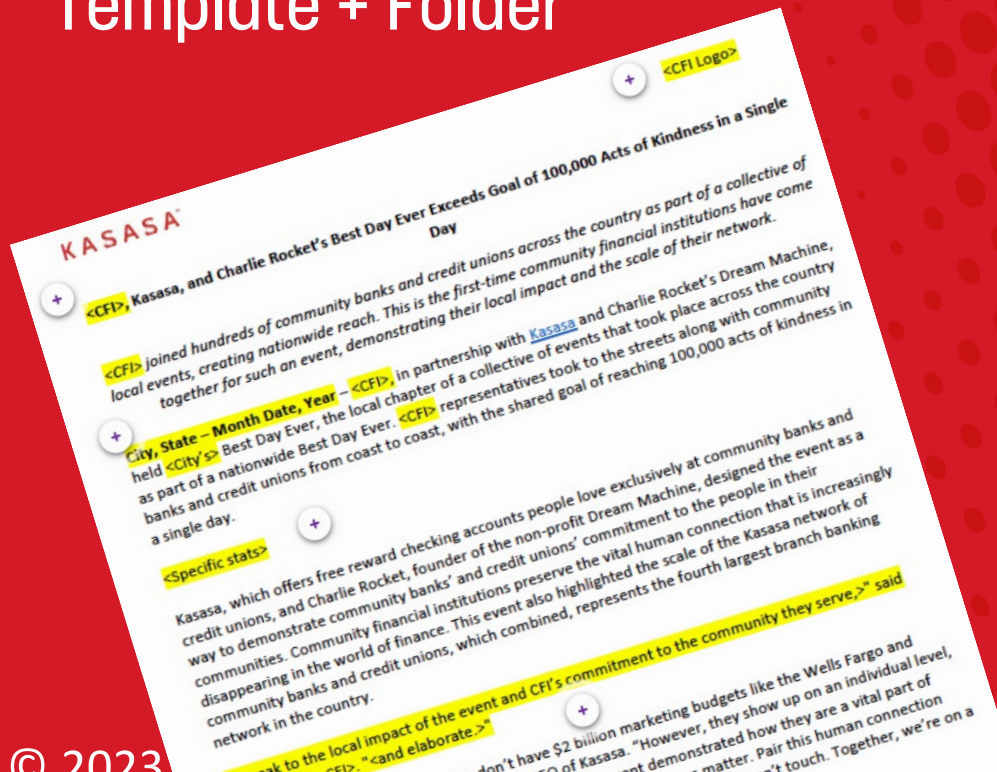 Template + Folder
<CFI Logo>
KASASA
<CFI>, Kasasa, and Charlie Rocket's Best Day Ever Exceeds Goal of 100,000 Acts of Kindness in a Single
Day
<CFI> joined hundreds of community banks and credit unions across the country as part of a collective of
local events, creating nationwide reach. This is the first-time community financial institutions have come
together for such an event, demonstrating their local impact and the scale of their network.
City, State – Month Date, Year – <CFI>, in partnership with Kasasa and Charlie Rocket's Dream Machine,
held <City's> Best Day Ever, the local chapter of a collective of events that took place across the country
as part of a nationwide Best Day Ever. <CFI> representatives took to the streets along with community
banks and credit unions from coast to coast, with the shared goal of reaching 100,000 acts of kindness in
a single day.
<Specific stats>
Kasasa, which offers free reward checking accounts people love exclusively at community banks and
credit unions, and Charlie Rocket, founder of the non-profit Dream Machine, designed the event as a
way to demonstrate community banks' and credit unions' commitment to the people in their
communities. Community financial institutions preserve the vital human connection that is increasingly
disappearing in the world of finance. This event also highlighted the scale of the Kasasa network of
community banks and credit unions, which combined, represents the fourth largest branch banking
network in the country.
to the local impact of the event and CFI's commitment to the community they serve,>" said
"<and elaborate.>"
don't have $2 billion marketing budgets like the Wells Fargo and
of Kasasa. "However, they show up on an individual level,
demonstrated how they are a vital part of
matter. Pair this human connection
touch. Together, we're on a
© 2023